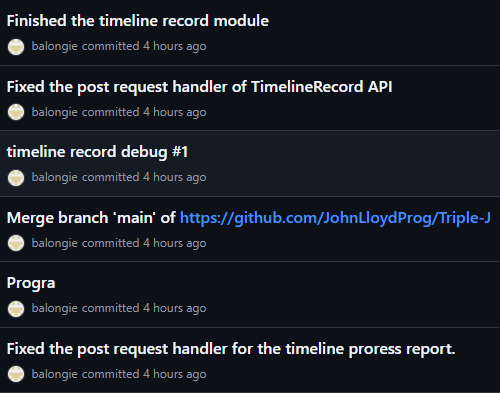 Finished the timeline record module
balongie committed 4 hours ago
Fixed the post request handler of TimelineRecord API
balongie committed 4 hours ago
timeline record debug #1
balongie committed 4 hours ago
Merge branch 'main' of https://github.com/JohnLloydProg/Triple-J
balongie committed 4 hours ago
Progra
balongie committed 4 hours ago
Fixed the post request handler for the timeline proress report.
balongie committed 4 hours ago